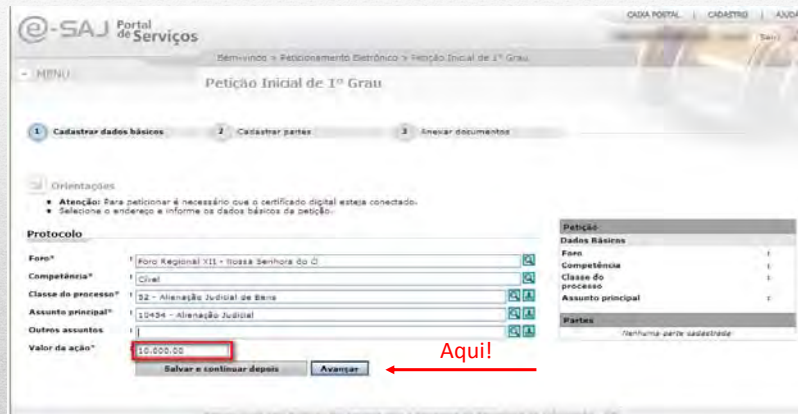 CAIXA POSTAL | CADASTRO | AJUDA
e-SAJ Portal de Serviços
Bem-vindo > Peticionamento Eletrônico > Petição Inicial de 1º Grau
MENU
Petição Inicial de 1º Grau
1 Cadastrar dados básicos 2 Cadastrar partes 3 Anexar documentos
Orientações
• Atenção: Para peticionar é necessário que o certificado digital esteja conectado.
• Selecione o endereço e informe os dados básicos da petição.
Protocolo
Foro* : Foro Regional XII - Nossa Senhora do Ó
Competência* : Cível
Classe do processo* : 52 - Alienação Judicial de Bens
Assunto principal* : 10454 - Alienação Judicial
Outros assuntos :
Valor da ação* : 10.000,00
Salvar e continuar depois Avançar
Aqui!
Petição
Dados Básicos
Foro :
Competência :
Classe do processo :
Assunto principal :
Partes
Nenhuma parte cadastrada